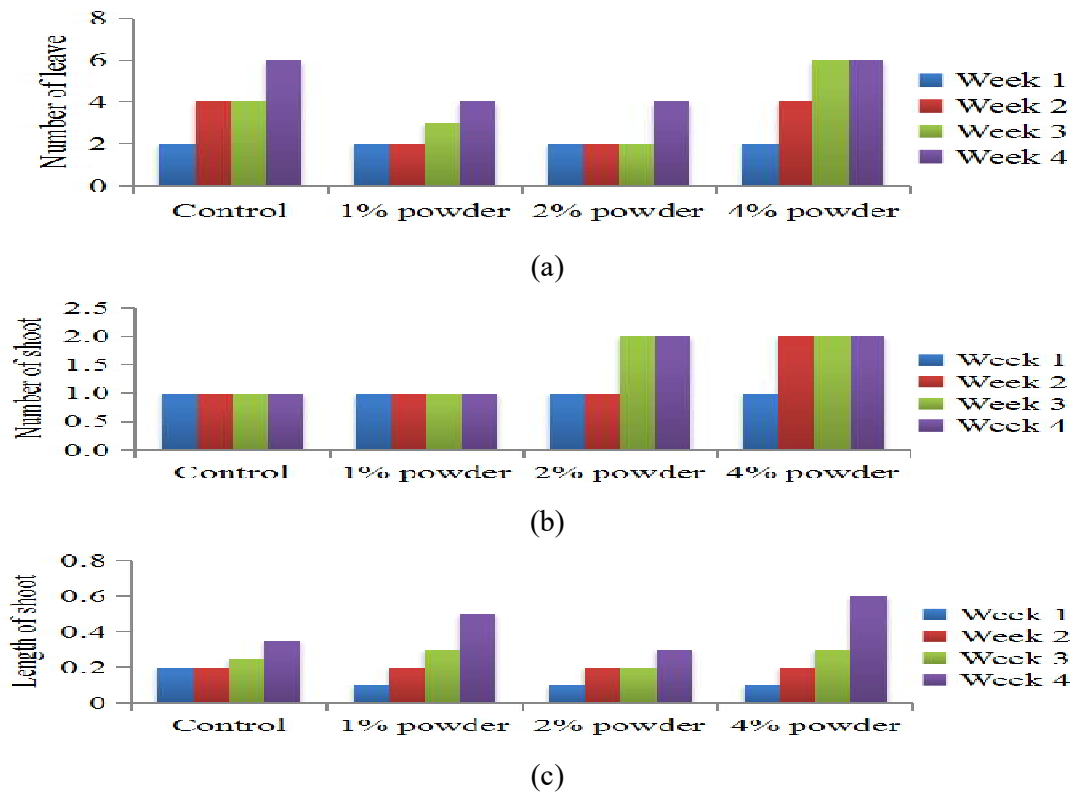 Number of leave
8
6
4
2
0
Control 1% powder 2% powder 4% powder
Week 1
Week 2
Week 3
Week 4
(a)
Number of shoot
2.5
2.0
1.5
1.0
0.5
0.0
Control 1% powder 2% powder 4% powder
Week 1
Week 2
Week 3
Week 4
(b)
Length of shoot
0.8
0.6
0.4
0.2
0
Control 1% powder 2% powder 4% powder
Week 1
Week 2
Week 3
Week 4
(c)